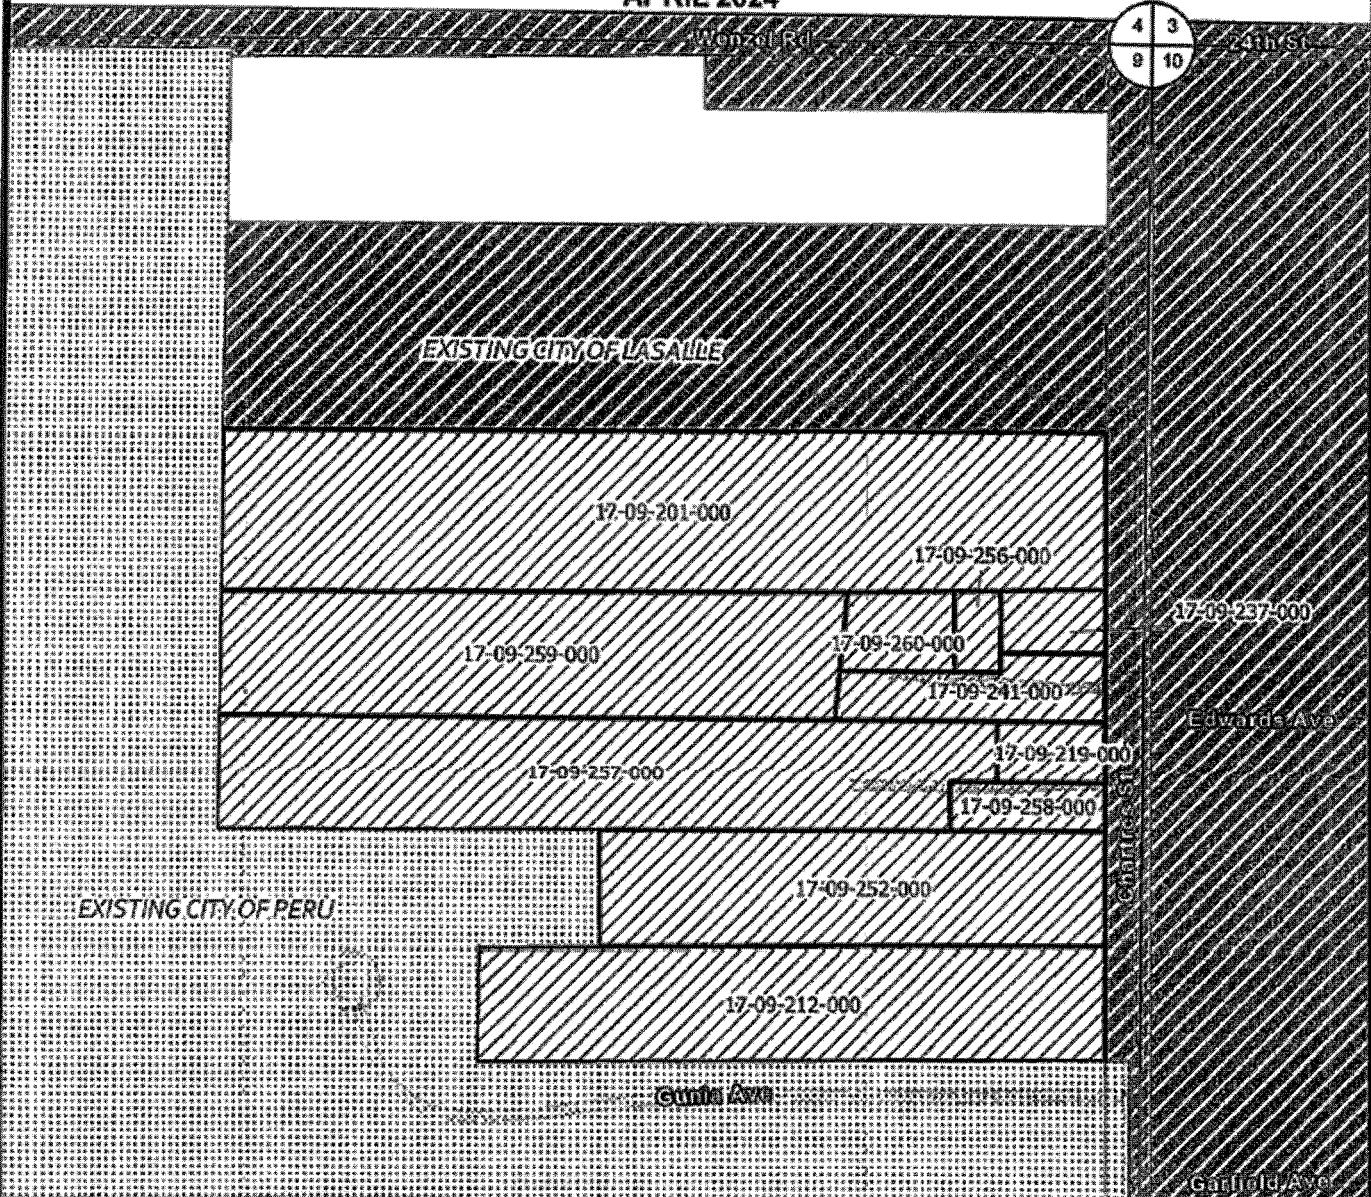 APRIL 2024
Wenzel Rd
4 3
24th St
9 10
EXISTING CITY OF LASALLE
17-09-201-000
17-09-256-000
17-09-237-000
17-09-260-000
17-09-259-000
17-09-241-000
Edwards Ave
17-09-219-000
17-09-257-000
17-09-258-000
Chartres St
17-09-252-000
EXISTING CITY OF PERU
17-09-212-000
Gunia Ave
Garfield Ave